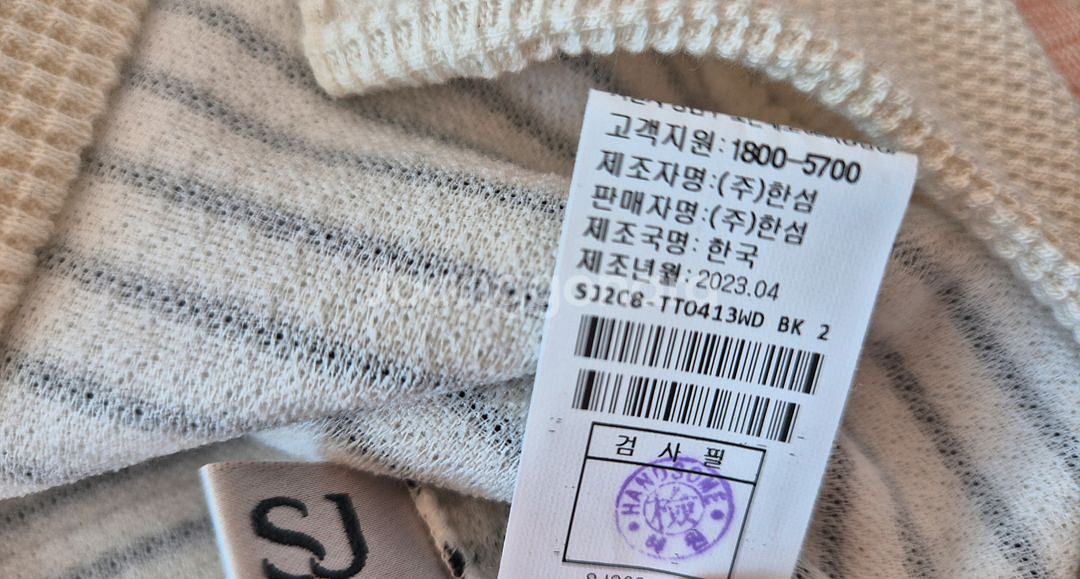 고객지원:1800-5700
제조자명:(주)한섬
판매자명:(주)한섬
제조국명: 한국
제조년월:2023.04
SJ2C8-TTO413WD BK 2
검 사 필
HANDSOME
SJ